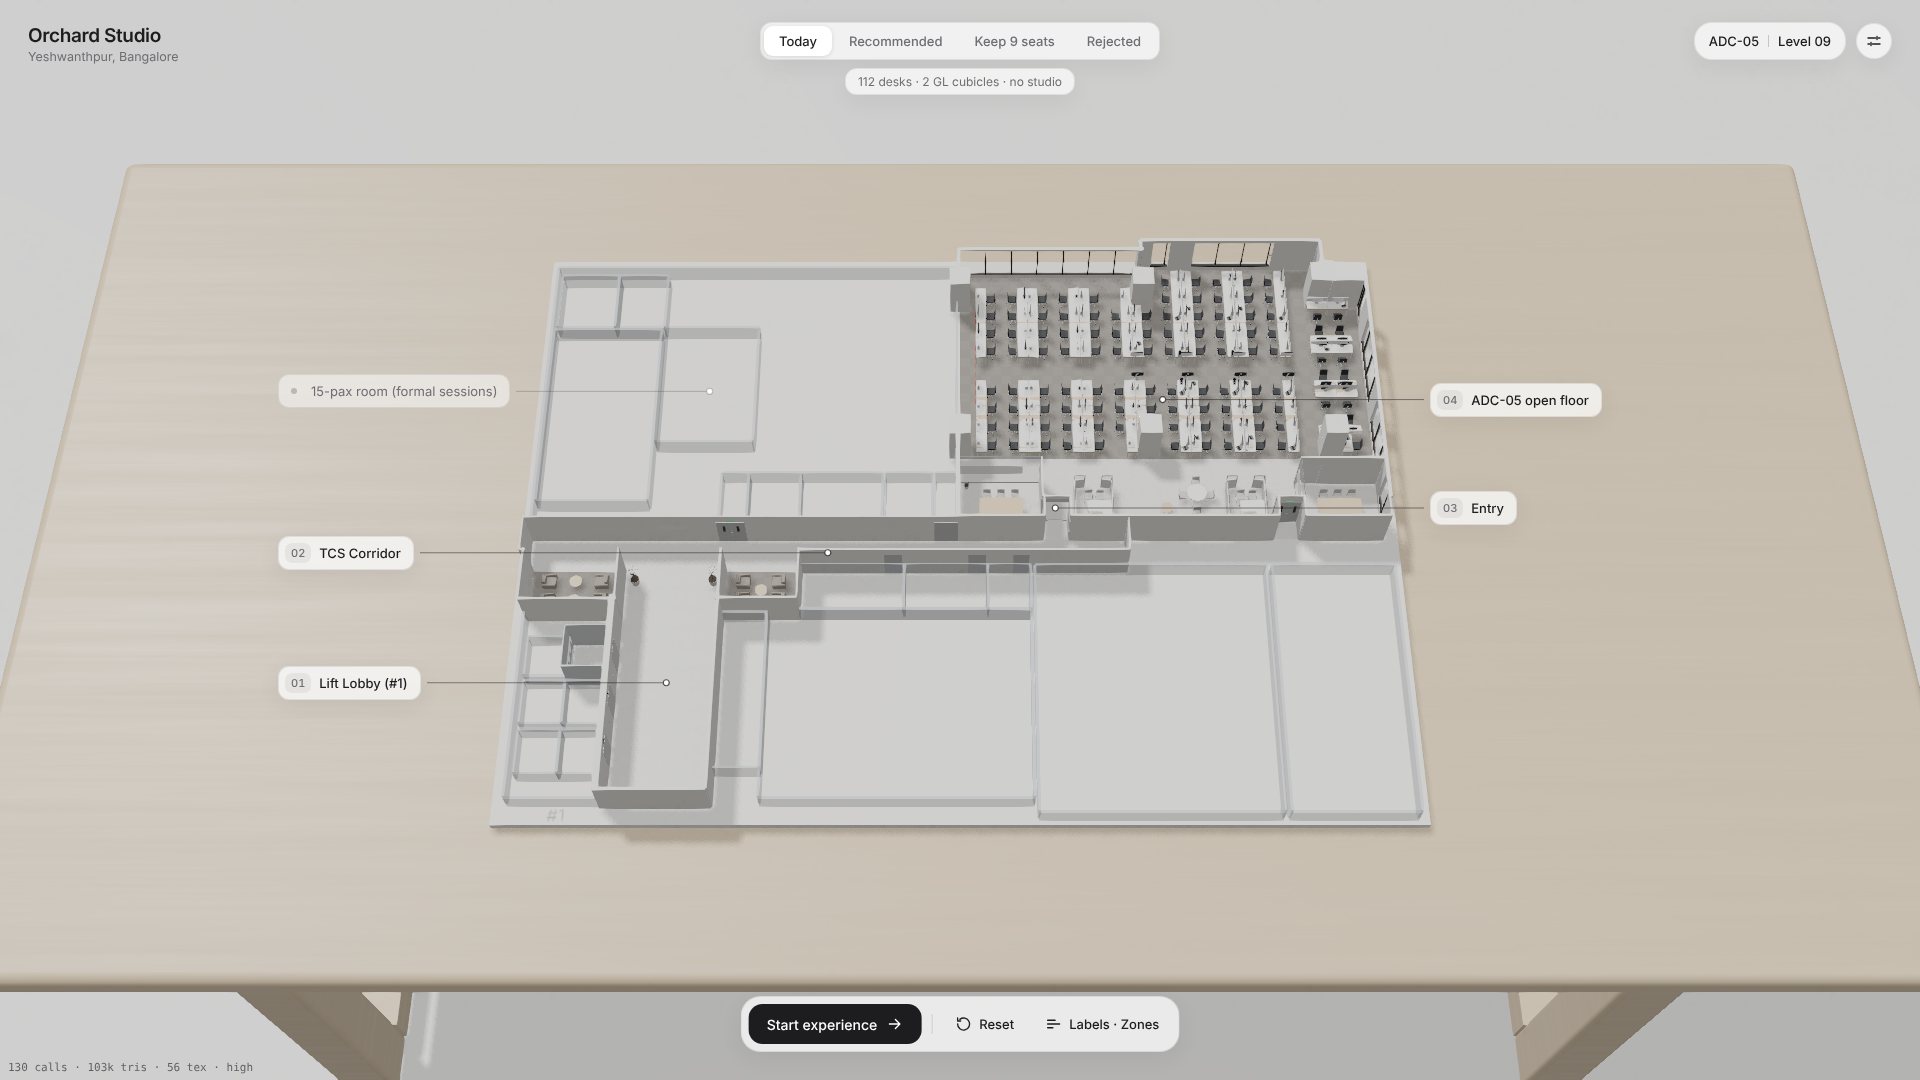 Orchard Studio
Yeshwanthpur, Bangalore
Today
Recommended
Keep 9 seats
Rejected
112 desks · 2 GL cubicles · no studio
ADC-05
Level 09
15-pax room (formal sessions)
04 ADC-05 open floor
03 Entry
02 TCS Corridor
01 Lift Lobby (#1)
#1
Start experience
Reset
Labels · Zones
130 calls · 103k tris · 56 tex · high